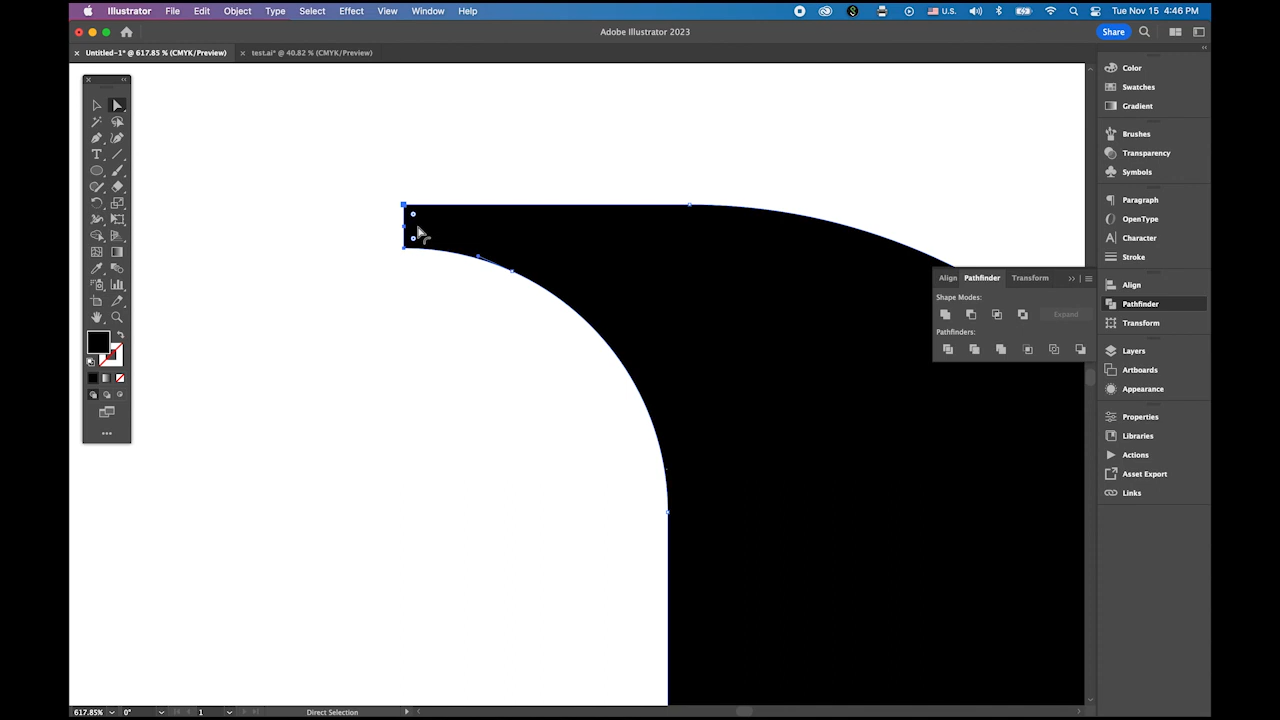 Illustrator File Edit Object Type Select Effect View Window Help U.S. Tue Nov 15 4:46 PM
Adobe Illustrator 2023 Share
Untitled-1* @ 617.85 % (CMYK/Preview) test.ai* @ 40.82 % (CMYK/Preview)
Color
Swatches
Gradient
Brushes
Transparency
Symbols
Paragraph
OpenType
Character
Stroke
Align Pathfinder Transform
Shape Modes:
Expand
Pathfinders:
Align
Pathfinder
Transform
Layers
Artboards
Appearance
Properties
Libraries
Actions
Asset Export
Links
617.85% 0° 1 Direct Selection